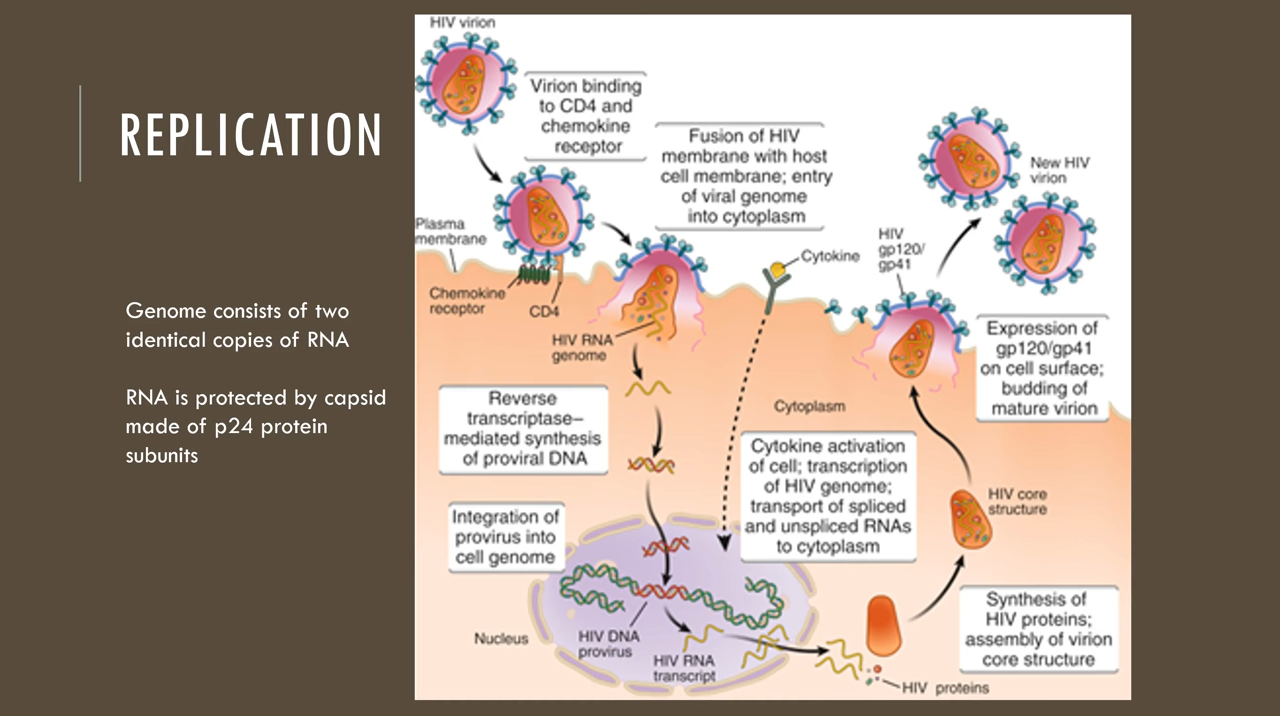 REPLICATION
Genome consists of two
identical copies of RNA
RNA is protected by capsid
made of p24 protein
subunits
HIV virion
Virion binding
to CD4 and
chemokine
receptor
Fusion of HIV
membrane with host
cell membrane; entry
of viral genome
into cytoplasm
New HIV
virion
Plasma
membrane
Chemokine
receptor
CD4
HIV RNA
genome
Cytokine
HIV
gp120/
gp41
Expression of
gp120/gp41
on cell surface;
budding of
mature virion
Reverse
transcriptase–
mediated synthesis
of proviral DNA
Cytoplasm
Cytokine activation
of cell; transcription
of HIV genome;
transport of spliced
and unspliced RNAs
to cytoplasm
HIV core
structure
Integration of
provirus into
cell genome
Nucleus
HIV DNA
provirus
HIV RNA
transcript
Synthesis of
HIV proteins;
assembly of virion
core structure
HIV proteins